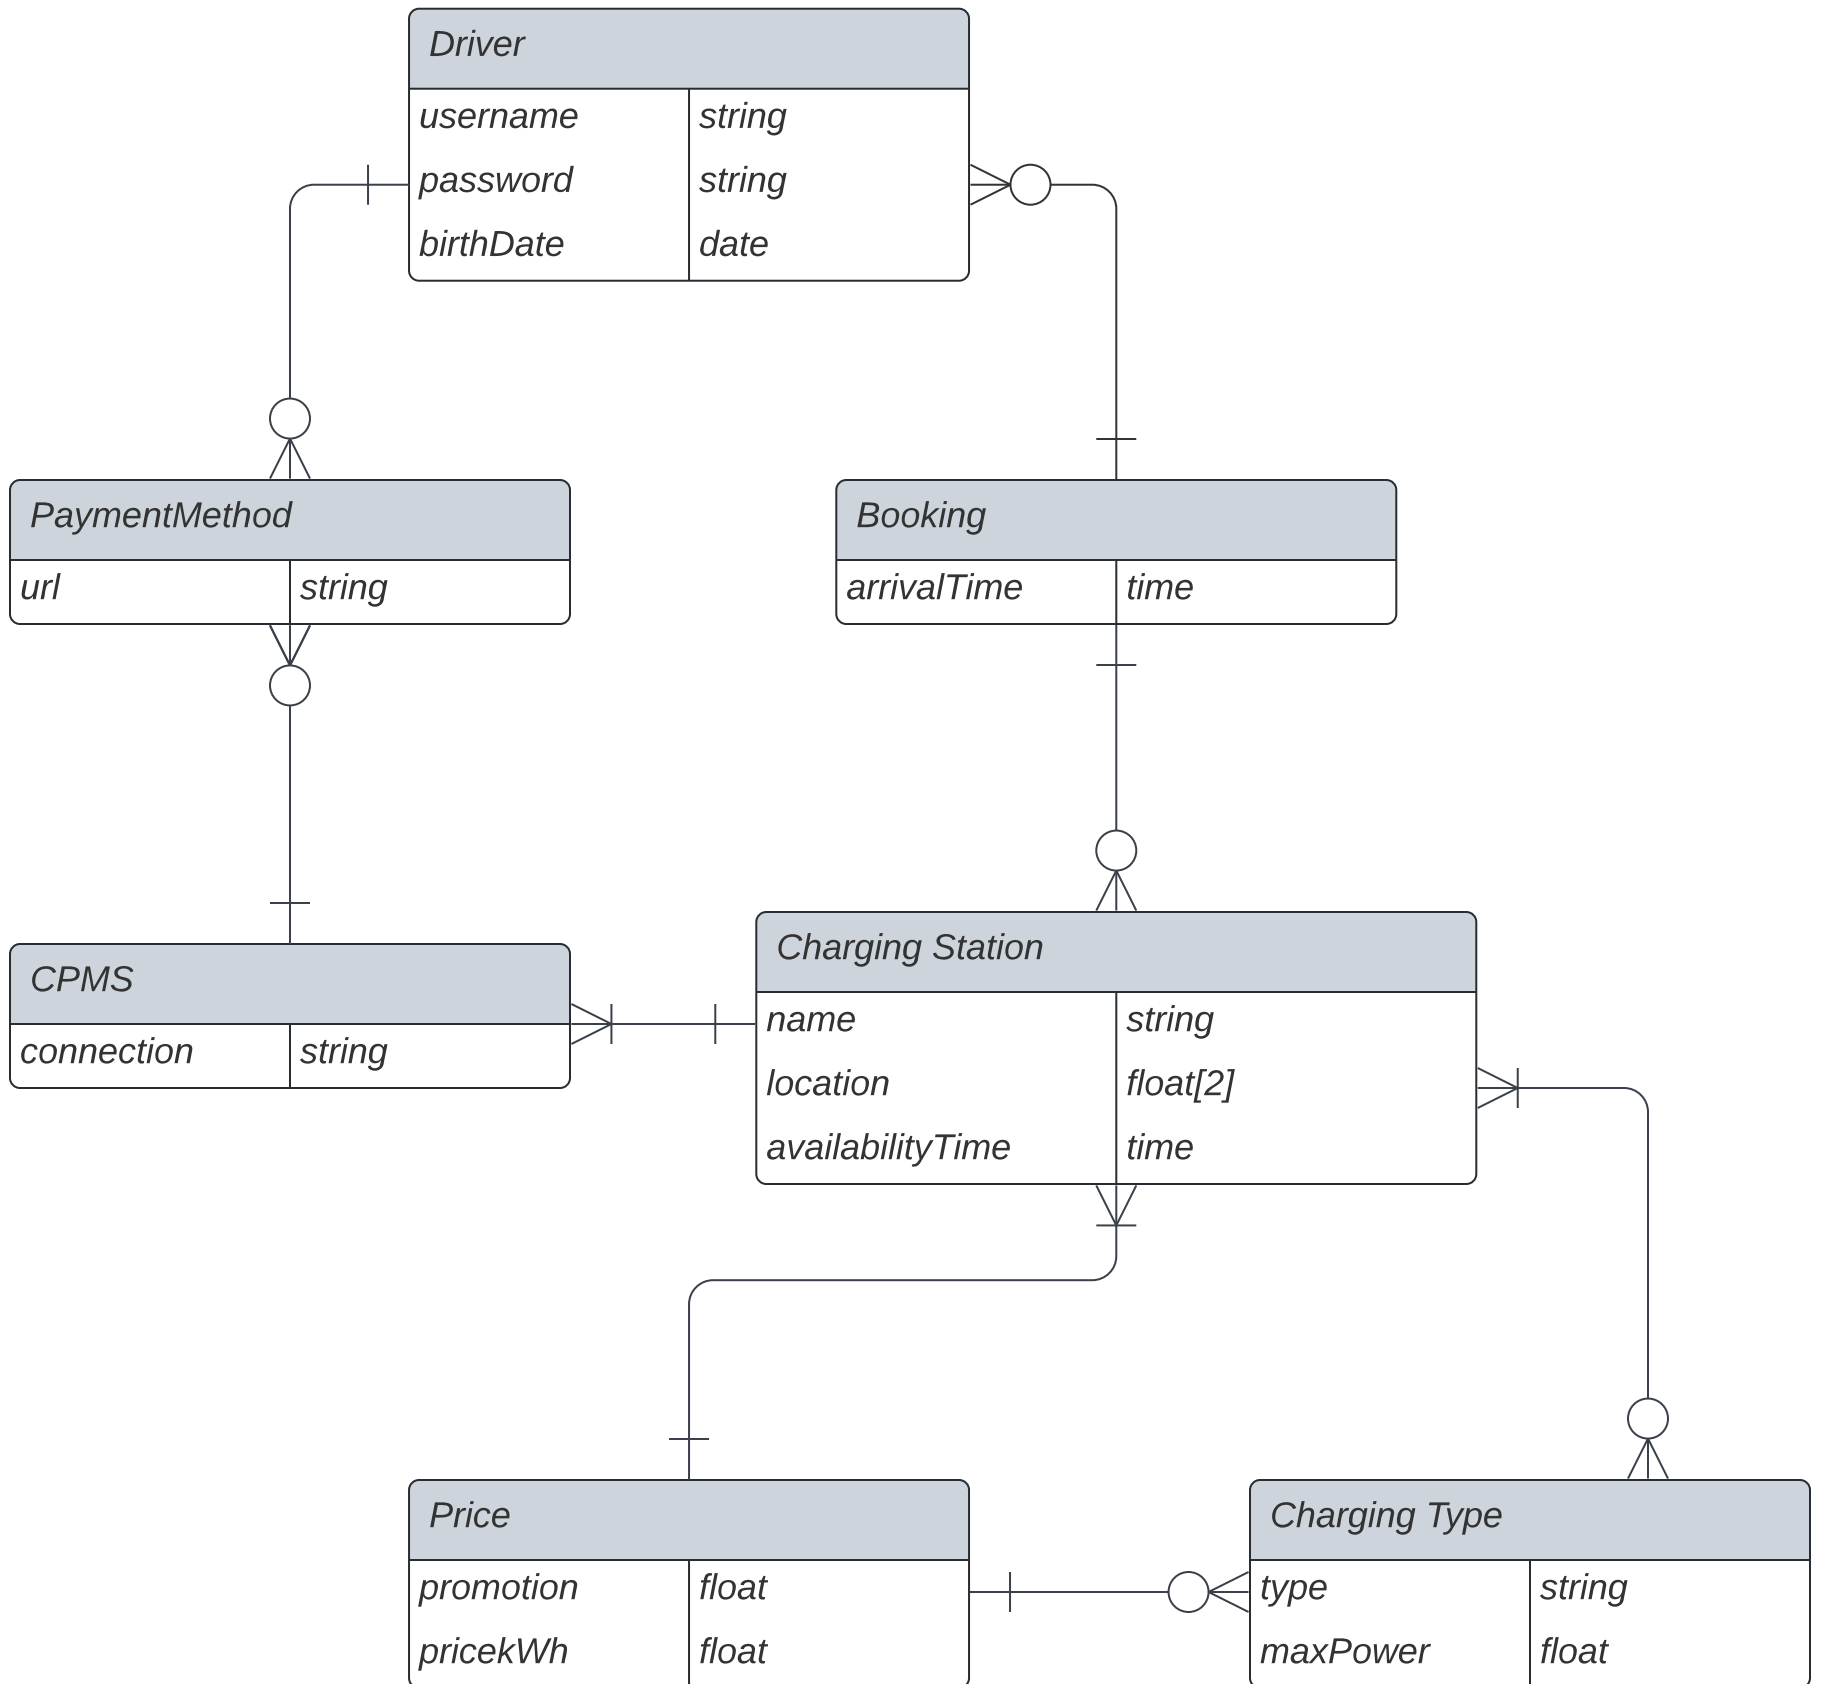 Driver
username string
password string
birthDate date
PaymentMethod
url string
Booking
arrivalTime time
CPMS
connection string
Charging Station
name string
location float[2]
availabilityTime time
Price
promotion float
pricekWh float
Charging Type
type string
maxPower float